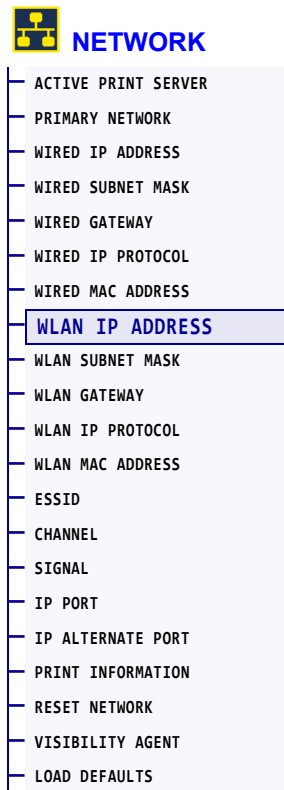 NETWORK
ACTIVE PRINT SERVER
PRIMARY NETWORK
WIRED IP ADDRESS
WIRED SUBNET MASK
WIRED GATEWAY
WIRED IP PROTOCOL
WIRED MAC ADDRESS
WLAN IP ADDRESS
WLAN SUBNET MASK
WLAN GATEWAY
WLAN IP PROTOCOL
WLAN MAC ADDRESS
ESSID
CHANNEL
SIGNAL
IP PORT
IP ALTERNATE PORT
PRINT INFORMATION
RESET NETWORK
VISIBILITY AGENT
LOAD DEFAULTS